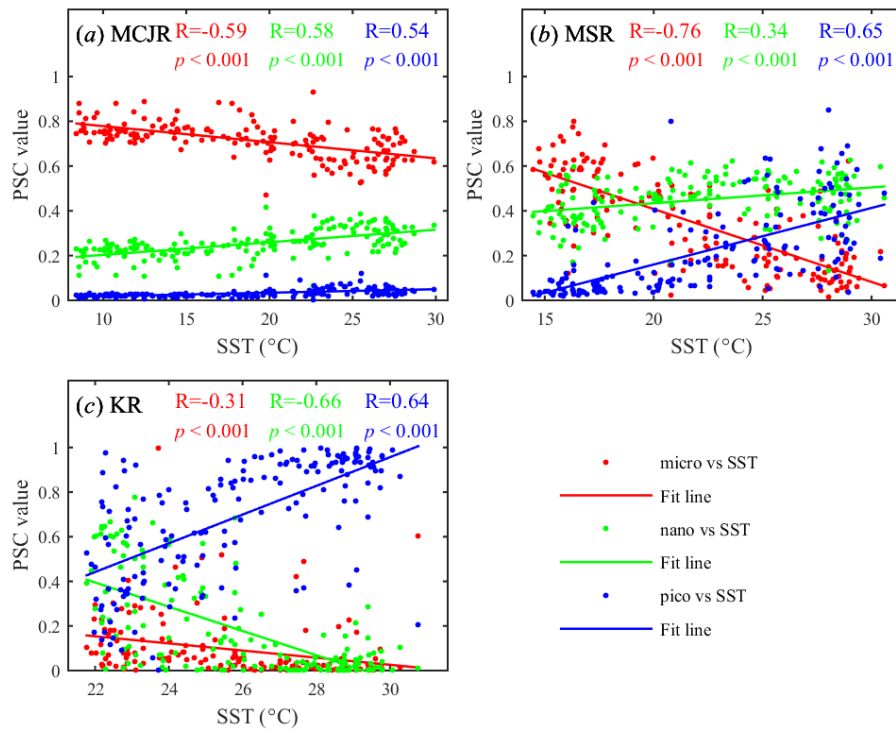 (a) MCJR
R=-0.59 R=0.58 R=0.54
p < 0.001 p < 0.001 p < 0.001
PSC value
1
0.8
0.6
0.4
0.2
0
10 15 20 25 30
SST (°C)
(b) MSR
R=-0.76 R=0.34 R=0.65
p < 0.001 p < 0.001 p < 0.001
PSC value
1
0.8
0.6
0.4
0.2
0
15 20 25 30
SST (°C)
(c) KR
R=-0.31 R=-0.66 R=0.64
p < 0.001 p < 0.001 p < 0.001
PSC value
1
0.8
0.6
0.4
0.2
0
22 24 26 28 30
SST (°C)
micro vs SST
Fit line
nano vs SST
Fit line
pico vs SST
Fit line